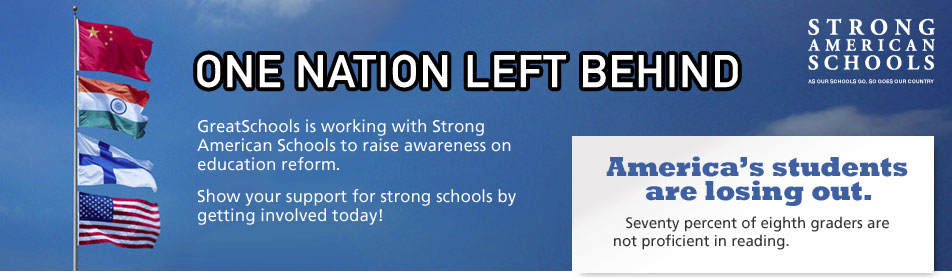 STRONG
AMERICAN
SCHOOLS
AS OUR SCHOOLS GO, SO GOES OUR COUNTRY
ONE NATION LEFT BEHIND
GreatSchools is working with Strong
American Schools to raise awareness on
education reform.
Show your support for strong schools by
getting involved today!
America's students
are losing out.
Seventy percent of eighth graders are
not proficient in reading.